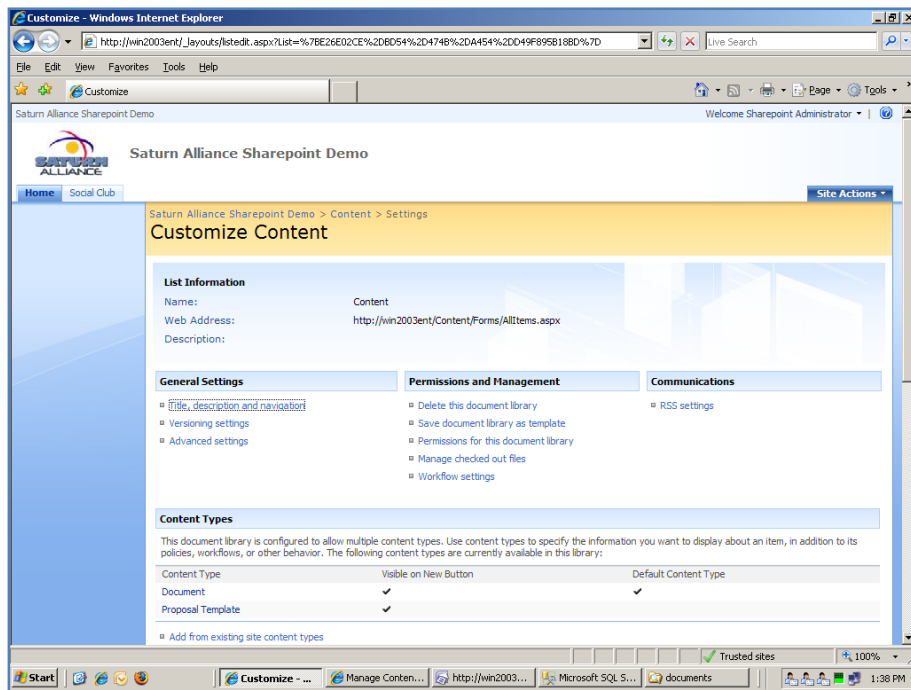 Customize - Windows Internet Explorer
http://win2003ent/_layouts/listedit.aspx?List=%7BE26E02CE%2DBD54%2D474B%2DA454%2DD49F895B18BD%7D
Live Search
File Edit View Favorites Tools Help
Customize
Page Tools
Saturn Alliance Sharepoint Demo
Welcome Sharepoint Administrator
SATURN
ALLIANCE
Saturn Alliance Sharepoint Demo
Home Social Club
Site Actions
Saturn Alliance Sharepoint Demo > Content > Settings
Customize Content
List Information
Name: Content
Web Address: http://win2003ent/Content/Forms/AllItems.aspx
Description:
General Settings Permissions and Management Communications
Title, description and navigation Delete this document library RSS settings
Versioning settings Save document library as template
Advanced settings Permissions for this document library
Manage checked out files
Workflow settings
Content Types
This document library is configured to allow multiple content types. Use content types to specify the information you want to display about an item, in addition to its
policies, workflows, or other behavior. The following content types are currently available in this library:
Content Type Visible on New Button Default Content Type
Document
Proposal Template
Add from existing site content types
Trusted sites 100%
Start Customize - ... Manage Conten... http://win2003... Microsoft SQL S... documents 1:38 PM